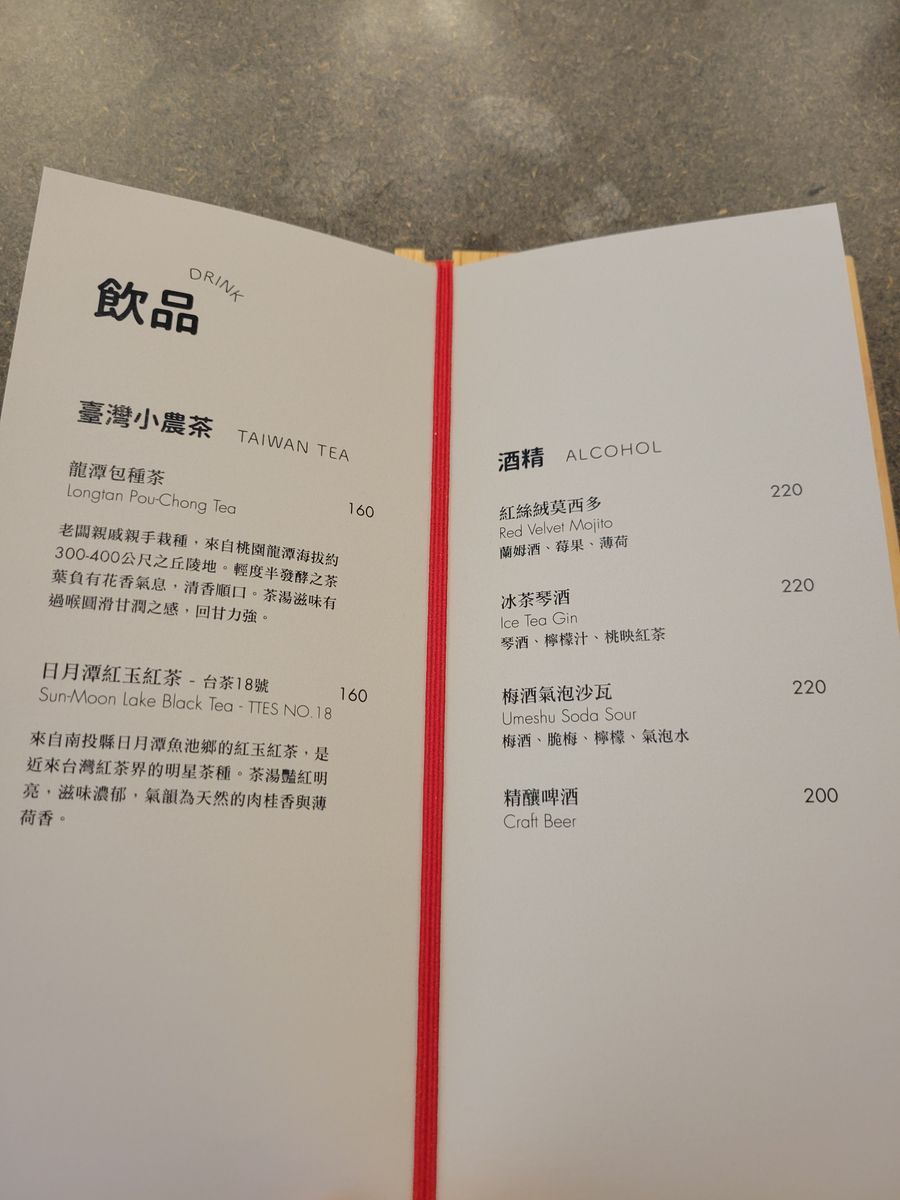 DRINK
飲品
臺灣小農茶 TAIWAN TEA
龍潭包種茶
Longtan Pou-Chong Tea 160
老闆親戚親手栽種，來自桃園龍潭海拔約
300-400公尺之丘陵地。輕度半發酵之茶
葉負有花香氣息，清香順口。茶湯滋味有
過喉圓滑甘潤之感，回甘力強。
日月潭紅玉紅茶 - 台茶18號 160
Sun-Moon Lake Black Tea - TTES NO.18
來自南投縣日月潭魚池鄉的紅玉紅茶，是
近來台灣紅茶界的明星茶種。茶湯豔紅明
亮，滋味濃郁，氣韻為天然的肉桂香與薄
荷香。
酒精 ALCOHOL
紅絲絨莫西多 220
Red Velvet Mojito
蘭姆酒、莓果、薄荷
冰茶琴酒 220
Ice Tea Gin
琴酒、檸檬汁、桃映紅茶
梅酒氣泡沙瓦 220
Umeshu Soda Sour
梅酒、脆梅、檸檬、氣泡水
精釀啤酒 200
Craft Beer